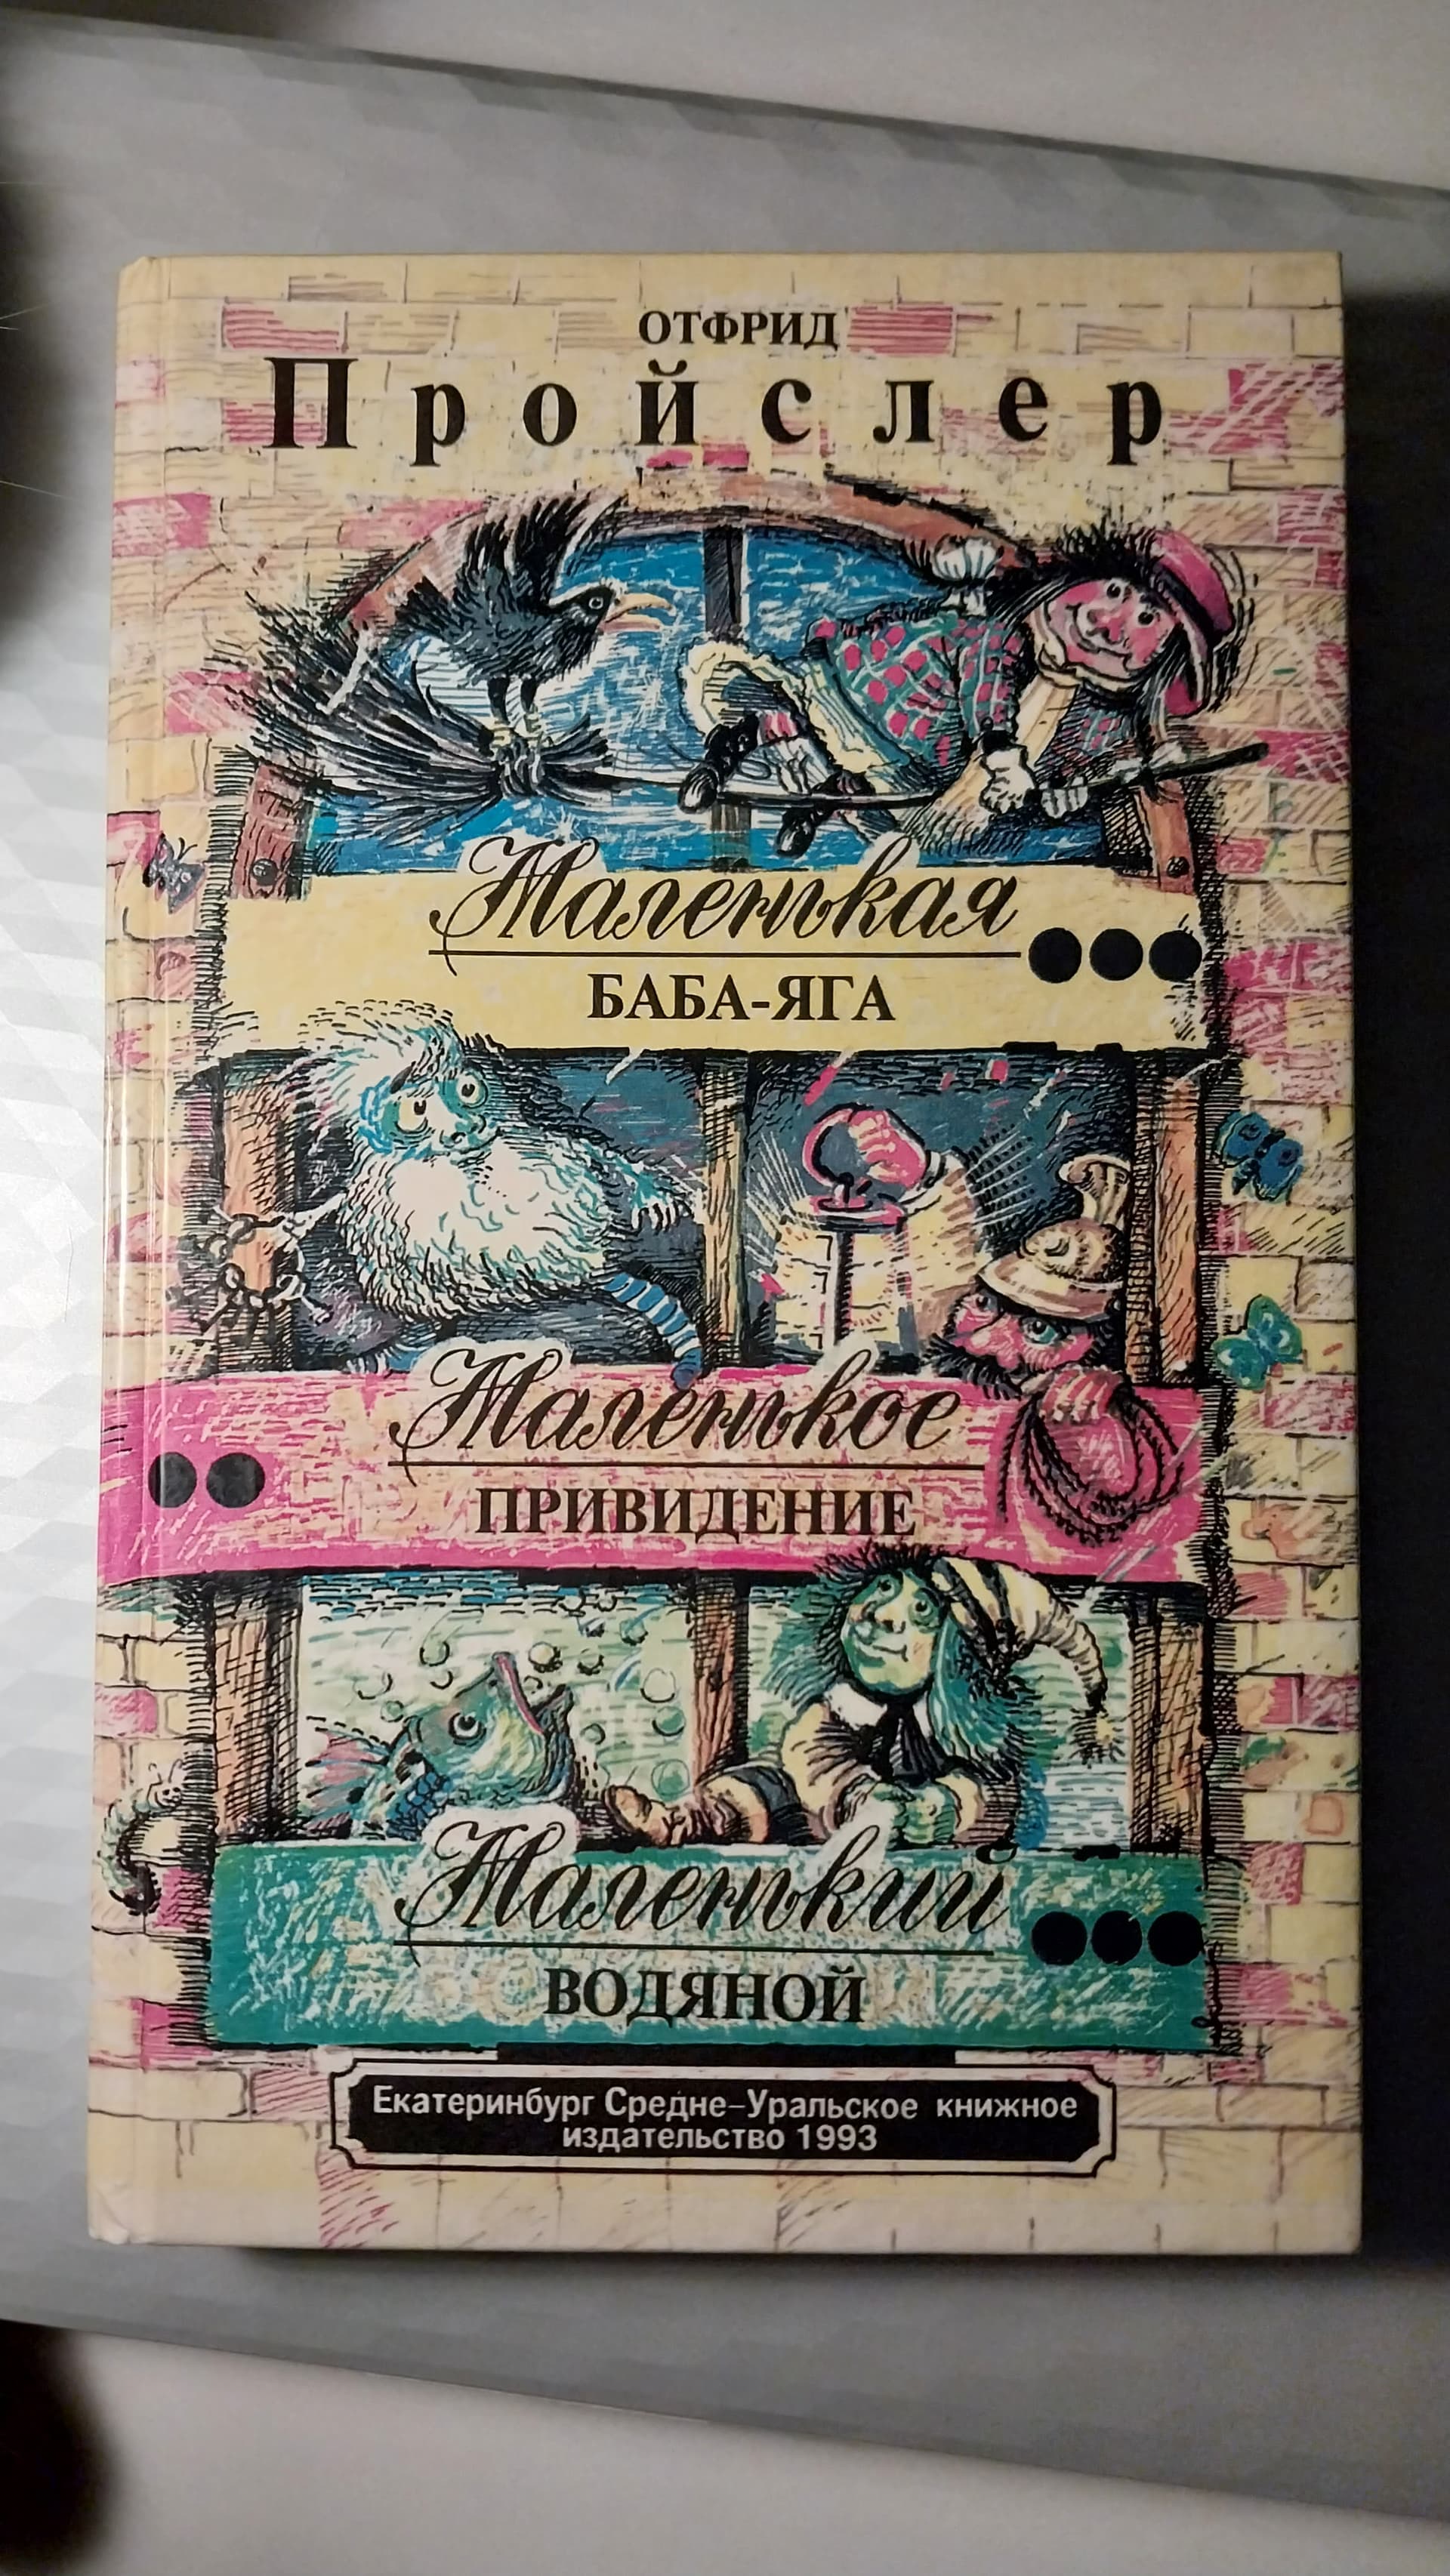 ОТФРИД
Пройслер
Маленькая
БАБА-ЯГА
Маленькое
ПРИВИДЕНИЕ
Маленький
ВОДЯНОЙ
Екатеринбург Средне-Уральское книжное
издательство 1993